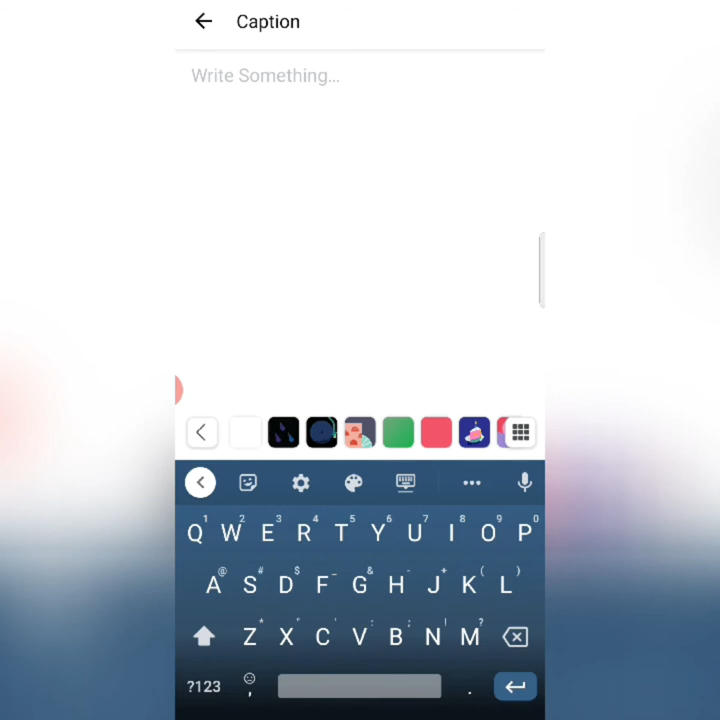 Caption
Write Something...
1 2 3 4 5 6 7 8 9 0
Q W E R T Y U I O P
@ # $ _ & - + ( )
A S D F G H J K L
* " ' : ; ! ?
Z X C V B N M
?123 , .